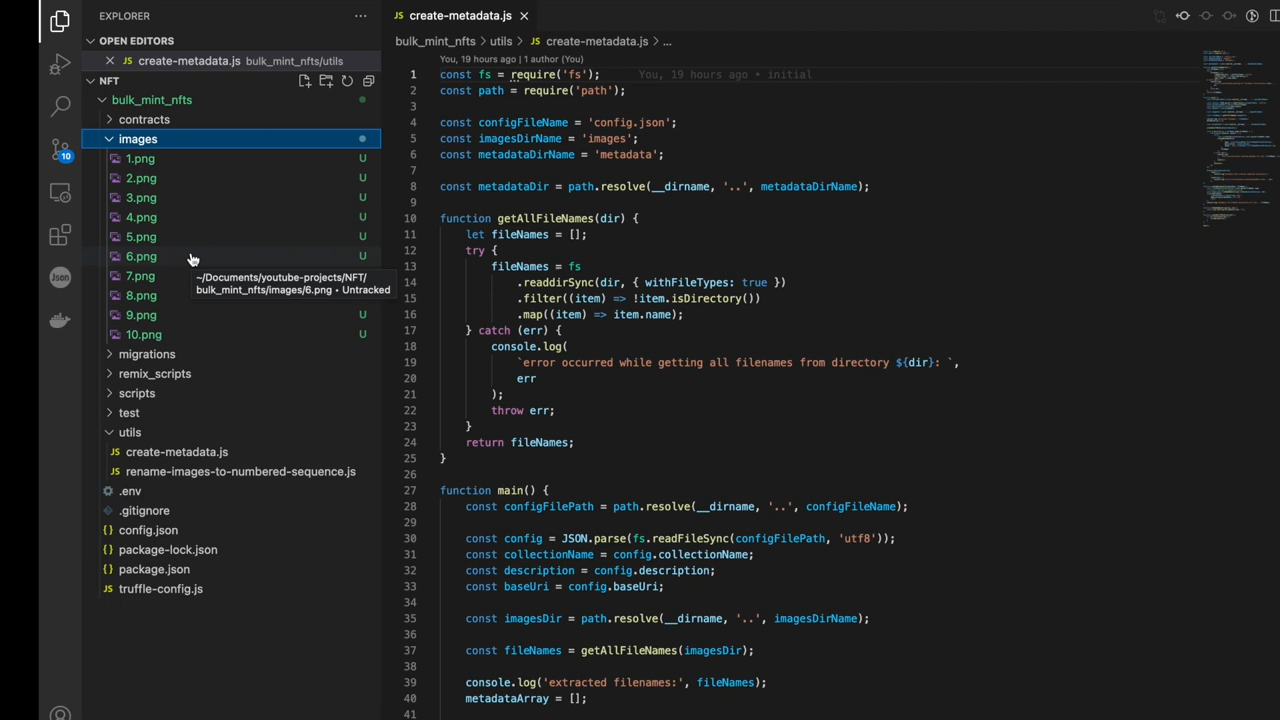 EXPLORER
OPEN EDITORS
JS create-metadata.js bulk_mint_nfts/utils
NFT
bulk_mint_nfts
contracts
images
1.png U
2.png U
3.png U
4.png U
5.png U
6.png U
7.png
8.png
9.png U
10.png U
~/Documents/youtube-projects/NFT/
bulk_mint_nfts/images/6.png • Untracked
migrations
remix_scripts
scripts
test
utils
JS create-metadata.js
JS rename-images-to-numbered-sequence.js
.env
.gitignore
{} config.json
{} package-lock.json
{} package.json
JS truffle-config.js
10
Json
JS create-metadata.js
bulk_mint_nfts > utils > JS create-metadata.js > ...
You, 19 hours ago | 1 author (You)
1 const fs = require('fs'); You, 19 hours ago • initial
2 const path = require('path');
3
4 const configFileName = 'config.json';
5 const imagesDirName = 'images';
6 const metadataDirName = 'metadata';
7
8 const metadataDir = path.resolve(__dirname, '..', metadataDirName);
9
10 function getAllFileNames(dir) {
11 let fileNames = [];
12 try {
13 fileNames = fs
14 .readdirSync(dir, { withFileTypes: true })
15 .filter((item) => !item.isDirectory())
16 .map((item) => item.name);
17 } catch (err) {
18 console.log(
19 `error occurred while getting all filenames from directory ${dir}: `,
20 err
21 );
22 throw err;
23 }
24 return fileNames;
25 }
26
27 function main() {
28 const configFilePath = path.resolve(__dirname, '..', configFileName);
29
30 const config = JSON.parse(fs.readFileSync(configFilePath, 'utf8'));
31 const collectionName = config.collectionName;
32 const description = config.description;
33 const baseUri = config.baseUri;
34
35 const imagesDir = path.resolve(__dirname, '..', imagesDirName);
36
37 const fileNames = getAllFileNames(imagesDir);
38
39 console.log('extracted filenames:', fileNames);
40 metadataArray = [];
41